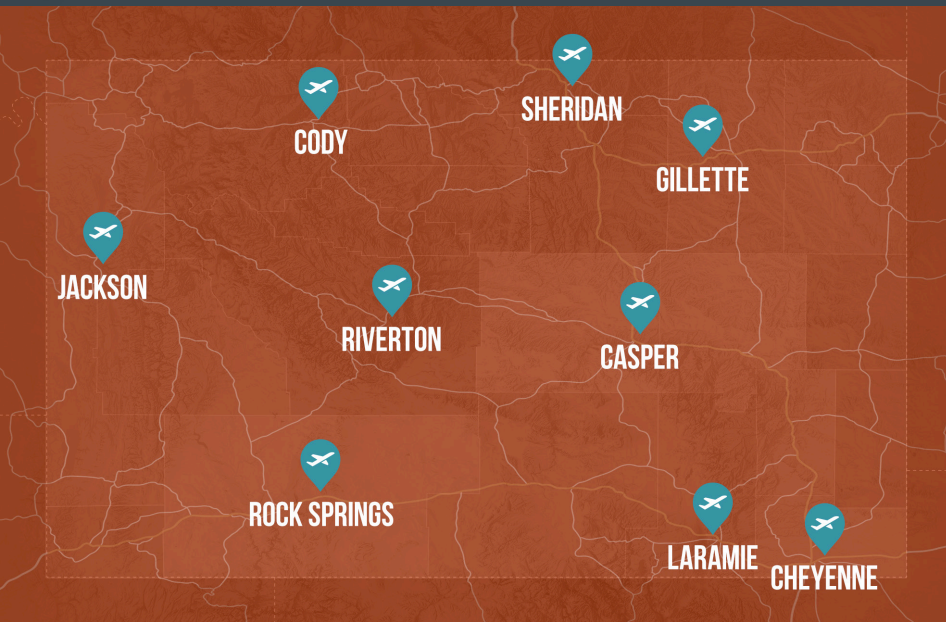 SHERIDAN
CODY
GILLETTE
JACKSON
RIVERTON
CASPER
ROCK SPRINGS
LARAMIE
CHEYENNE